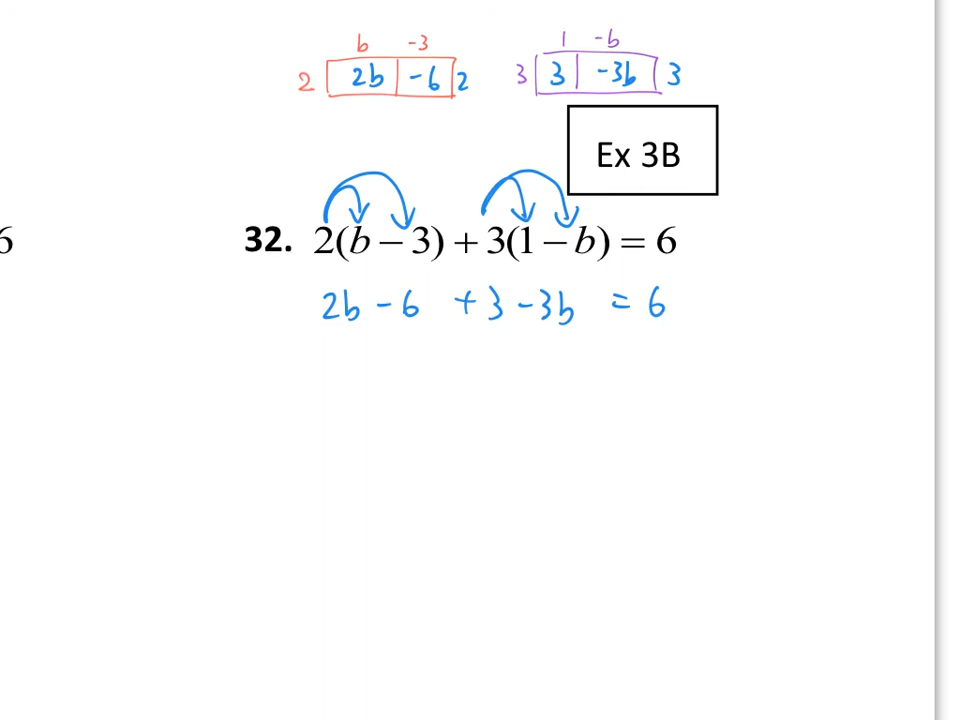 b -3 1 -b
2 2b -6 2 3 3 -3b 3
Ex 3B
6 32. 2(b − 3) + 3(1 − b) = 6
2b - 6 + 3 - 3b = 6